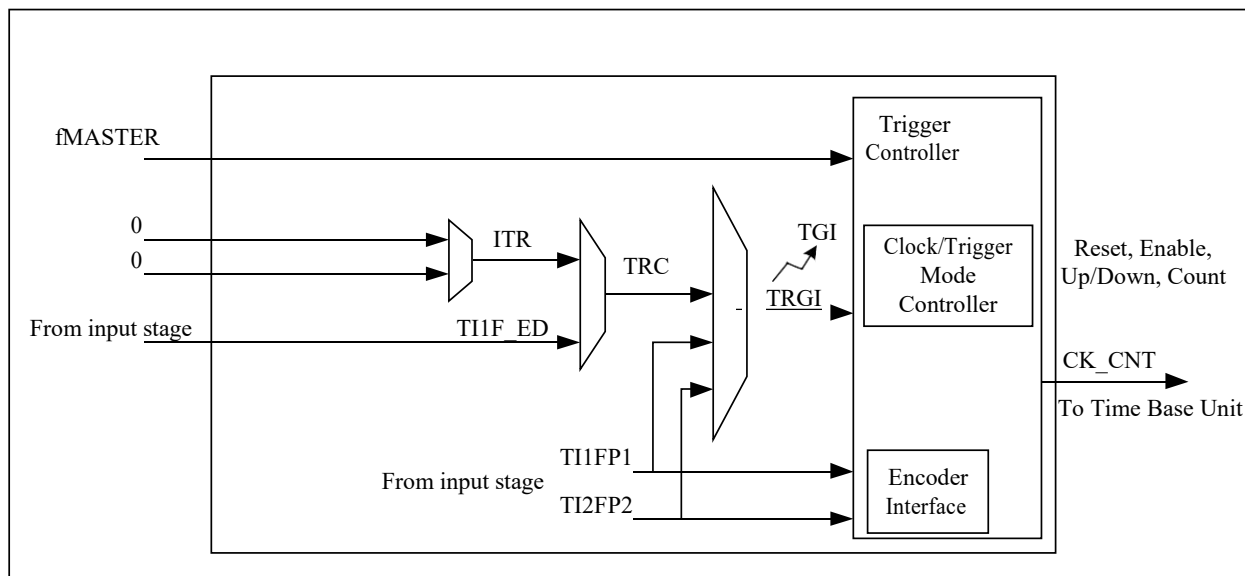 fMASTER
Trigger
Controller
0
0
ITR
TRC
TGI
TRGI
Clock/Trigger
Mode
Controller
Reset, Enable,
Up/Down, Count
From input stage
TI1F_ED
CK_CNT
To Time Base Unit
From input stage
TI1FP1
TI2FP2
Encoder
Interface